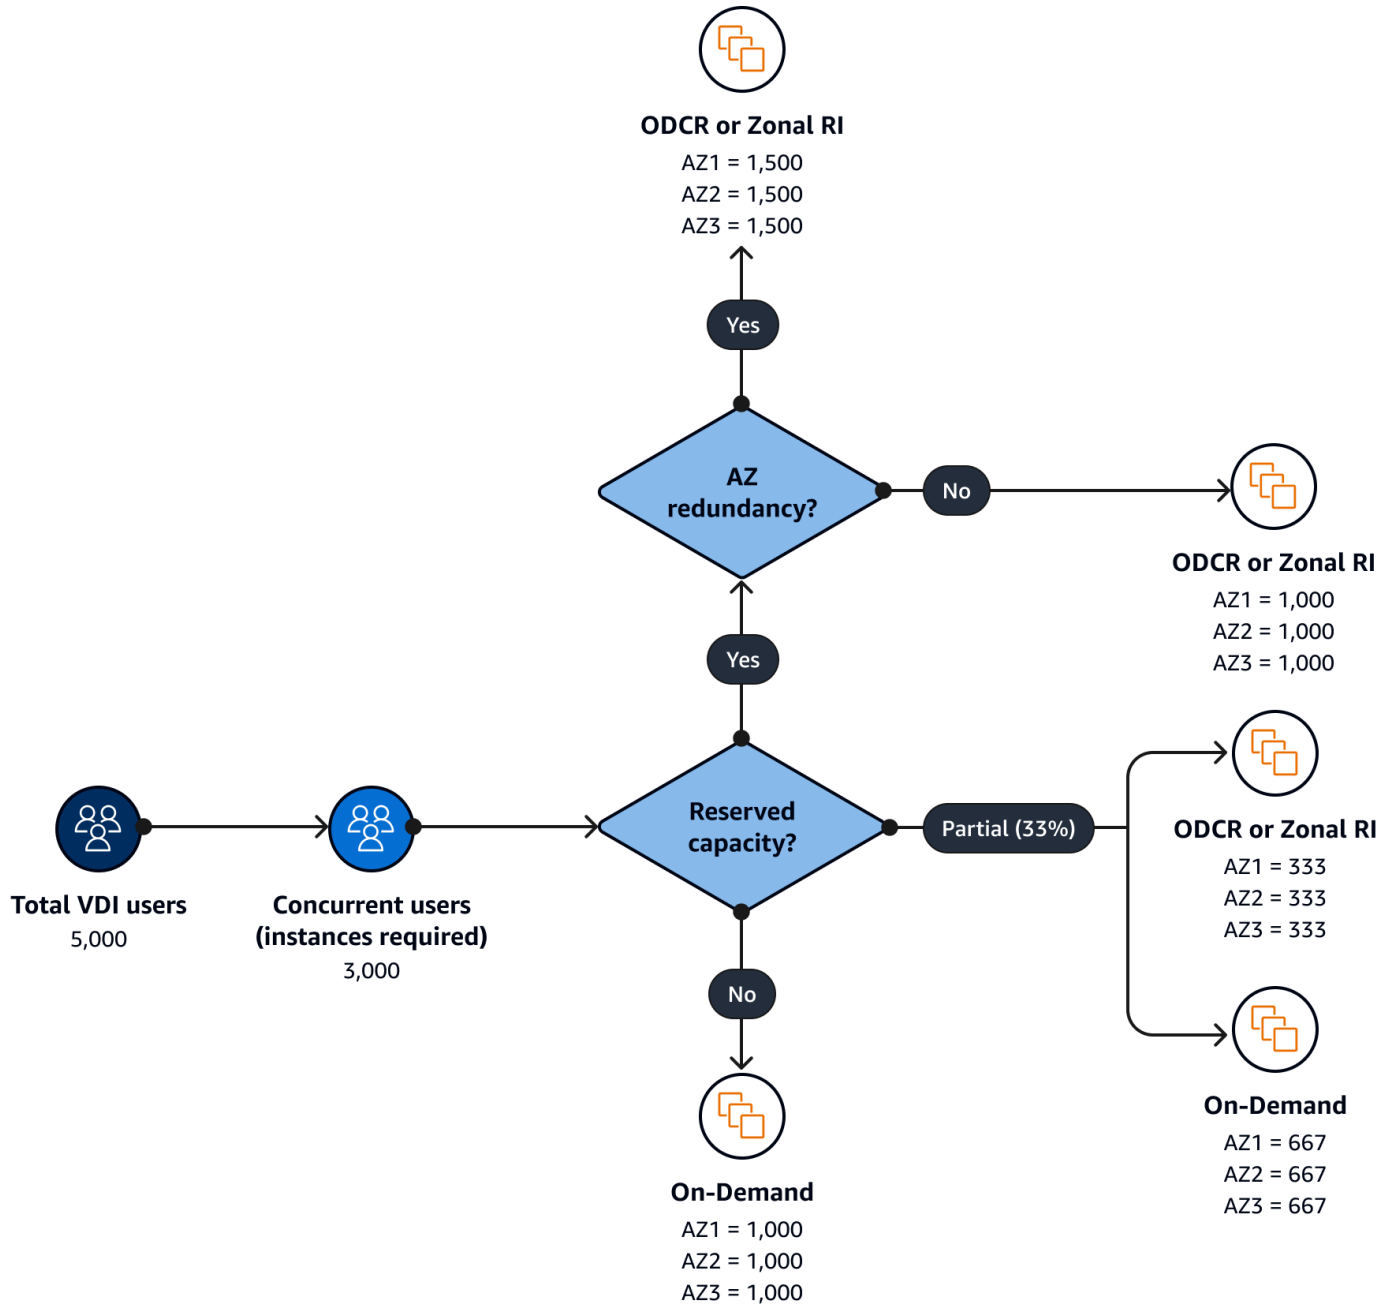 ODCR or Zonal RI
AZ1 = 1,500
AZ2 = 1,500
AZ3 = 1,500
Yes
AZ
redundancy?
No
ODCR or Zonal RI
AZ1 = 1,000
AZ2 = 1,000
AZ3 = 1,000
Yes
Total VDI users
5,000
Concurrent users
(instances required)
3,000
Reserved
capacity?
Partial (33%)
ODCR or Zonal RI
AZ1 = 333
AZ2 = 333
AZ3 = 333
No
On-Demand
AZ1 = 667
AZ2 = 667
AZ3 = 667
On-Demand
AZ1 = 1,000
AZ2 = 1,000
AZ3 = 1,000